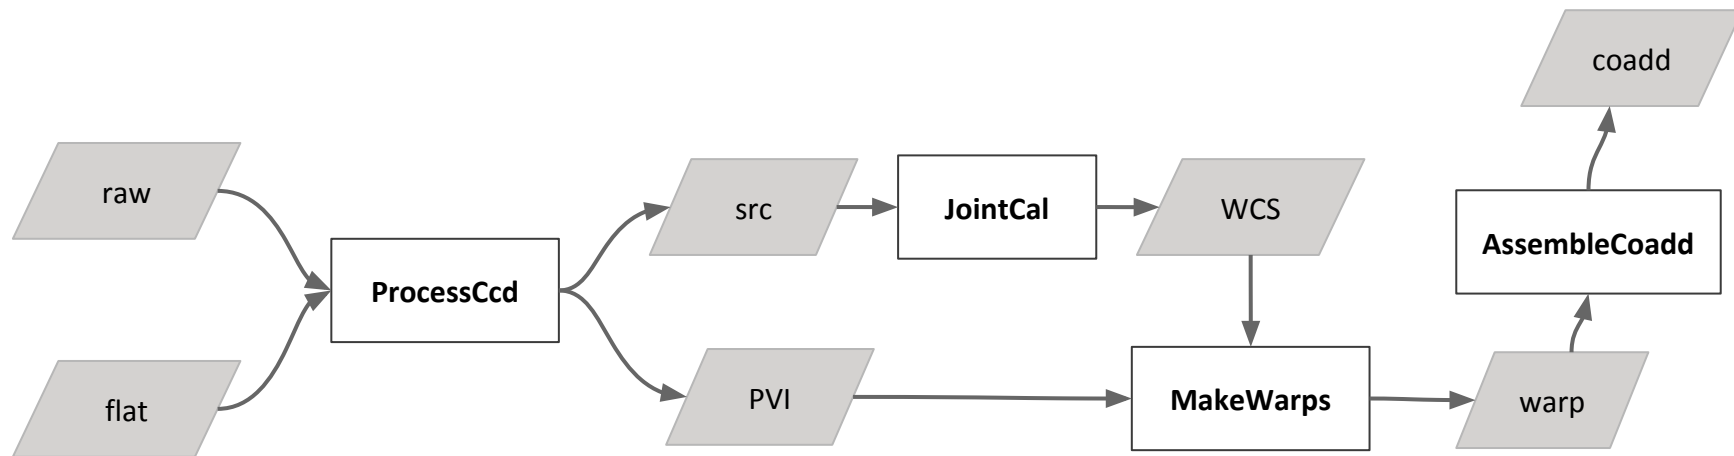 coadd
raw
src
JointCal
WCS
AssembleCoadd
ProcessCcd
flat
PVI
MakeWarps
warp